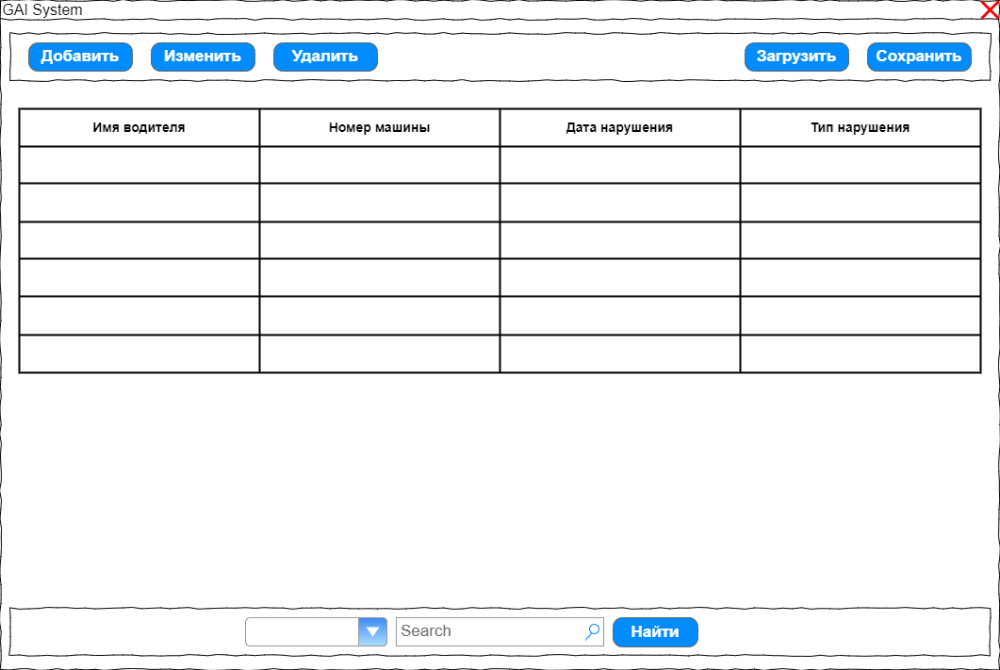 GAI System
Добавить Изменить Удалить Загрузить Сохранить
Имя водителя Номер машины Дата нарушения Тип нарушения
Search Найти